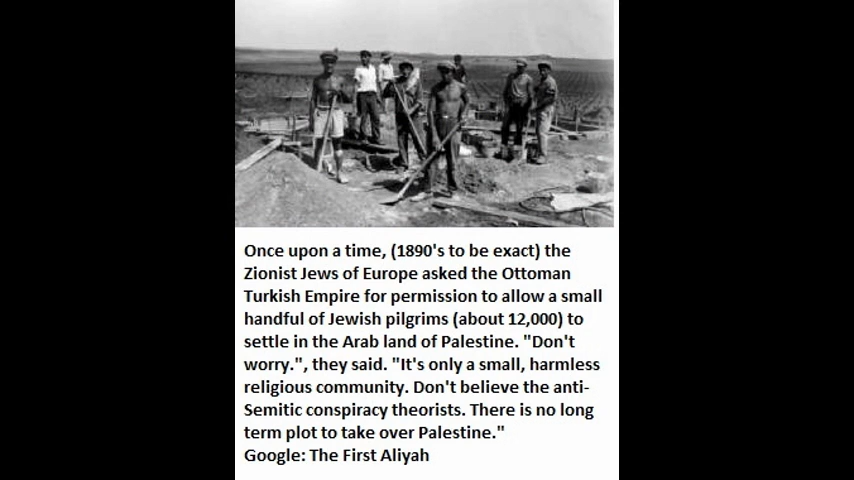 Once upon a time, (1890's to be exact) the
Zionist Jews of Europe asked the Ottoman
Turkish Empire for permission to allow a small
handful of Jewish pilgrims (about 12,000) to
settle in the Arab land of Palestine. "Don't
worry.", they said. "It's only a small, harmless
religious community. Don't believe the anti-
Semitic conspiracy theorists. There is no long
term plot to take over Palestine."
Google: The First Aliyah